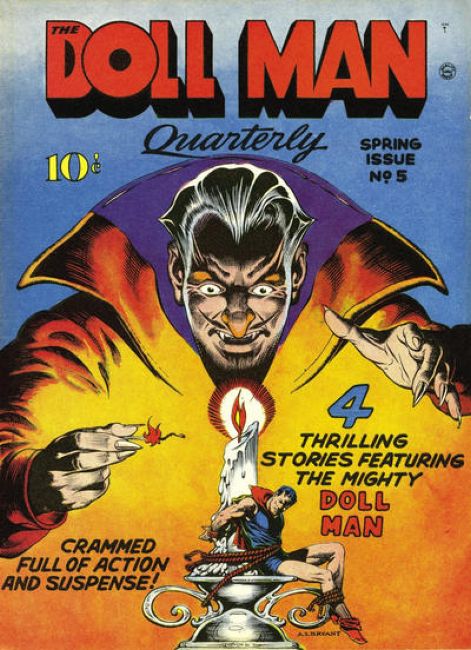 THE
DOLL MAN
Quarterly
10¢
SPRING
ISSUE
No 5
4
THRILLING
STORIES FEATURING
THE MIGHTY
DOLL
MAN
CRAMMED
FULL OF ACTION
AND SUSPENSE!
A.L.BRYANT